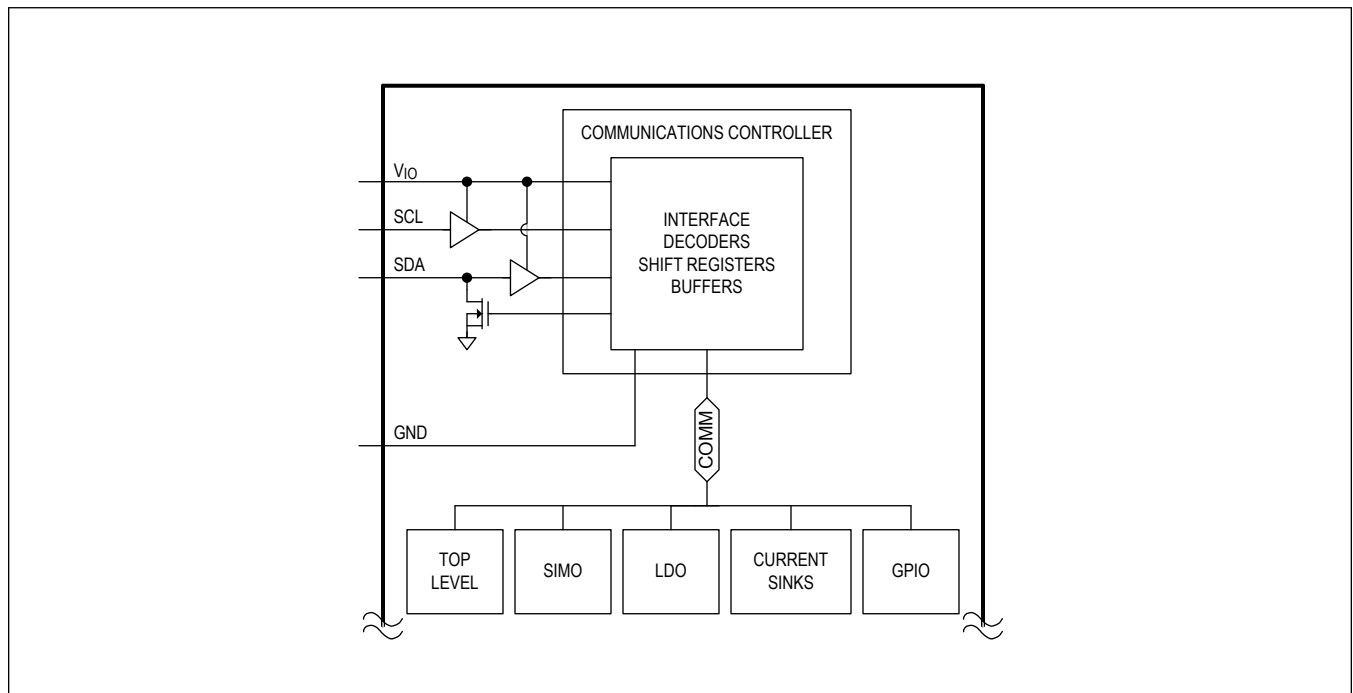 COMMUNICATIONS CONTROLLER
VIO
SCL
SDA
INTERFACE
DECODERS
SHIFT REGISTERS
BUFFERS
GND
COMM
TOP
LEVEL
SIMO
LDO
CURRENT
SINKS
GPIO